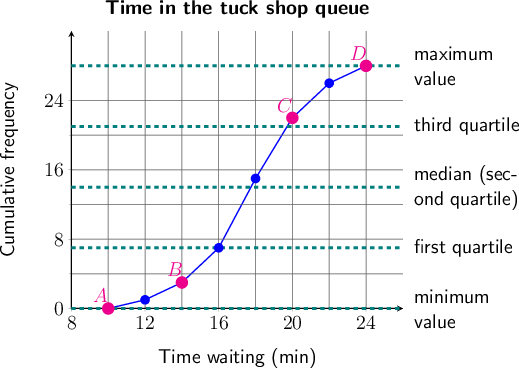 Time in the tuck shop queue
Cumulative frequency
D
C
B
A
24
16
8
0
8 12 16 20 24
Time waiting (min)
maximum
value
third quartile
median (sec-
ond quartile)
first quartile
minimum
value